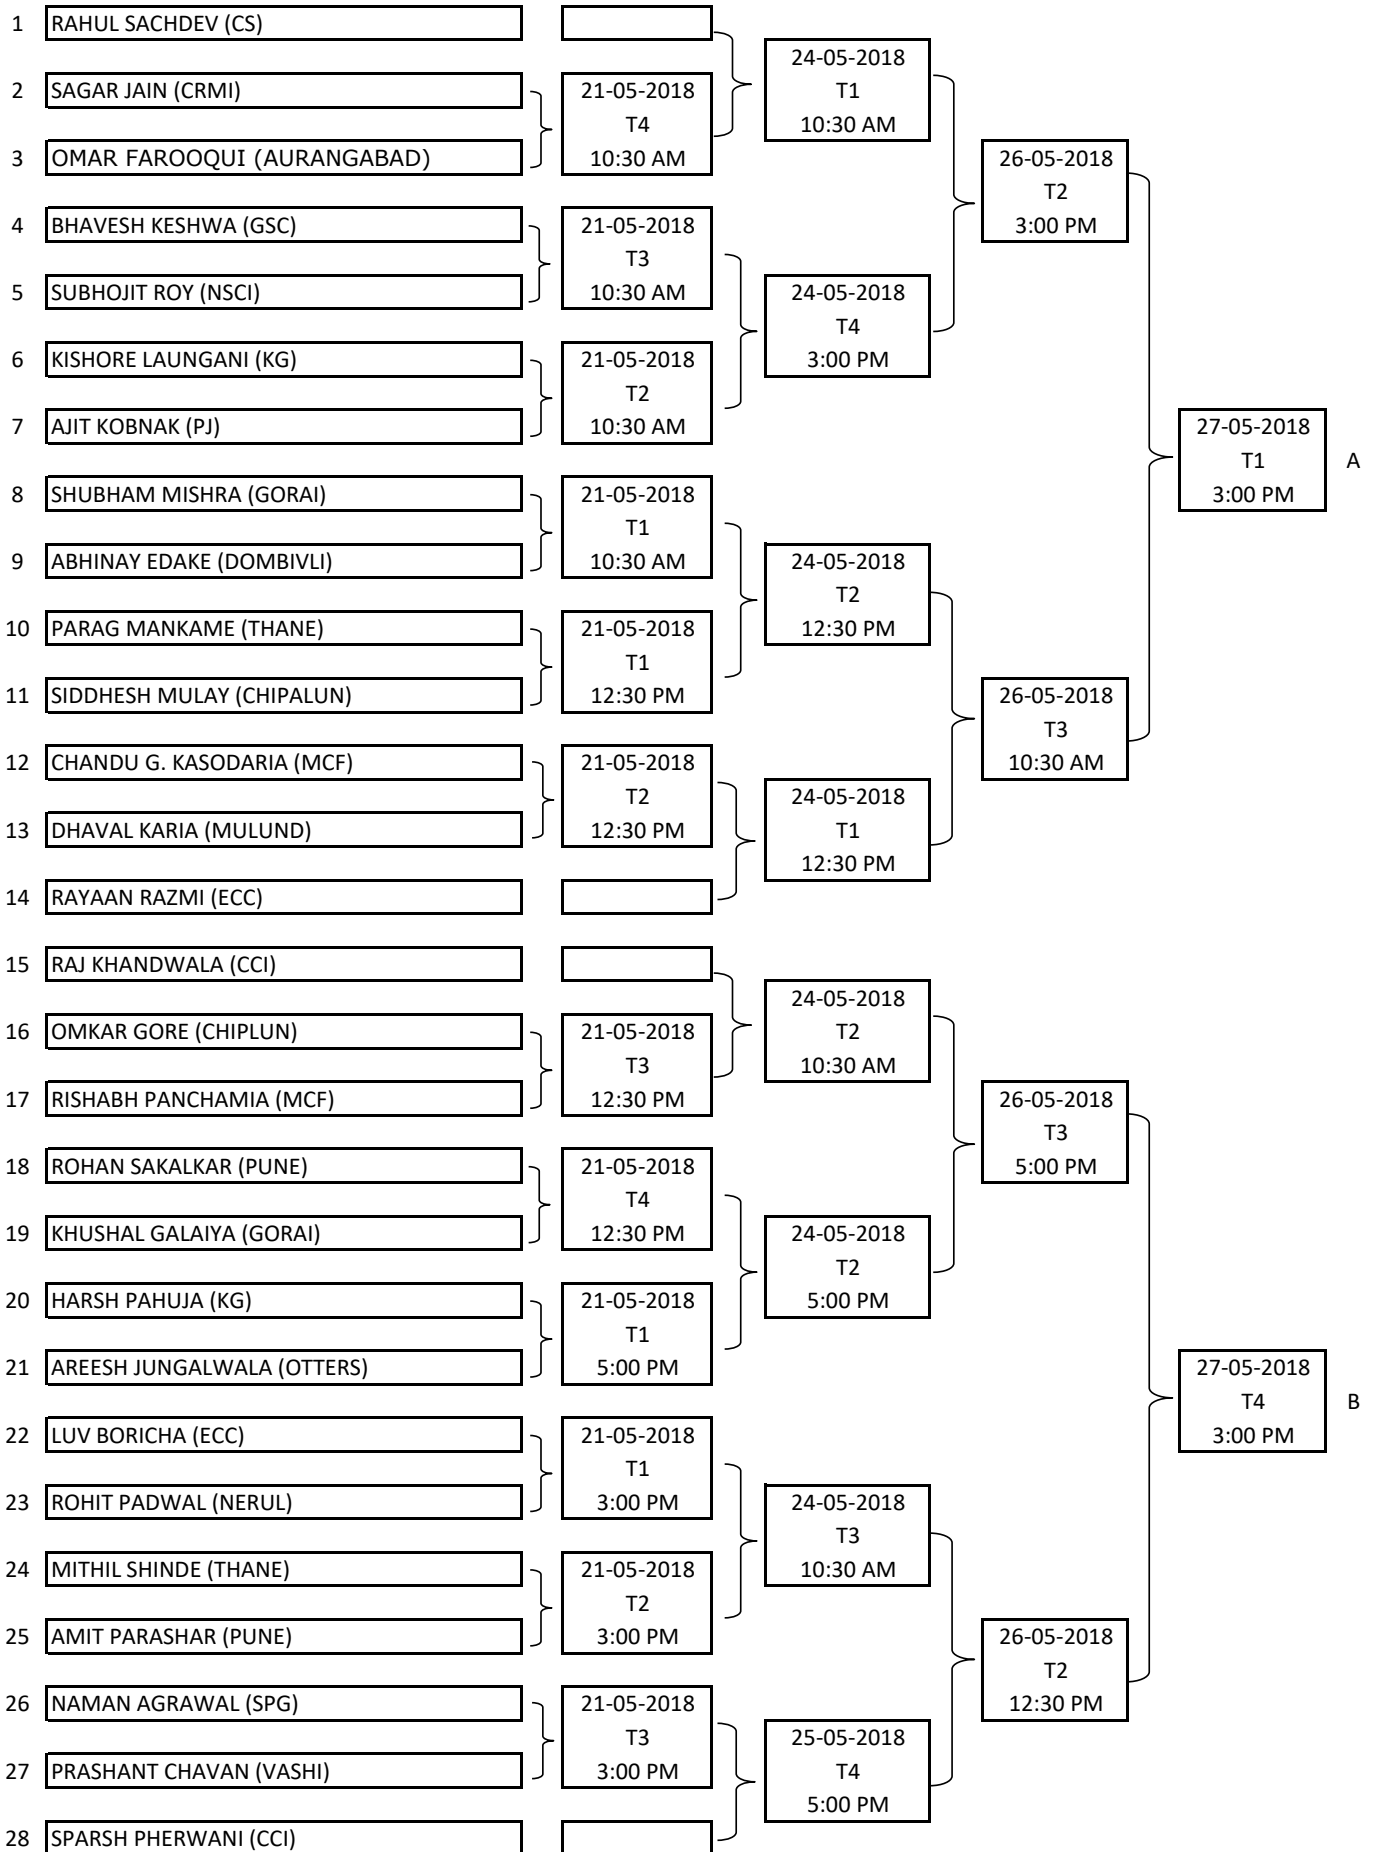 1 RAHUL SACHDEV (CS)
24-05-2018
2 SAGAR JAIN (CRMI) 21-05-2018 T1
T4 10:30 AM
3 OMAR FAROOQUI (AURANGABAD) 10:30 AM 26-05-2018
T2
4 BHAVESH KESHWA (GSC) 21-05-2018 3:00 PM
T3
5 SUBHOJIT ROY (NSCI) 10:30 AM 24-05-2018
T4
6 KISHORE LAUNGANI (KG) 21-05-2018 3:00 PM
T2
7 AJIT KOBNAK (PJ) 10:30 AM 27-05-2018
T1 A
8 SHUBHAM MISHRA (GORAI) 21-05-2018 3:00 PM
T1
9 ABHINAY EDAKE (DOMBIVLI) 10:30 AM 24-05-2018
T2
10 PARAG MANKAME (THANE) 21-05-2018 12:30 PM
T1
11 SIDDHESH MULAY (CHIPALUN) 12:30 PM 26-05-2018
T3
12 CHANDU G. KASODARIA (MCF) 21-05-2018 10:30 AM
T2 24-05-2018
13 DHAVAL KARIA (MULUND) 12:30 PM T1
12:30 PM
14 RAYAAN RAZMI (ECC)
15 RAJ KHANDWALA (CCI)
24-05-2018
16 OMKAR GORE (CHIPLUN) 21-05-2018 T2
T3 10:30 AM
17 RISHABH PANCHAMIA (MCF) 12:30 PM 26-05-2018
T3
18 ROHAN SAKALKAR (PUNE) 21-05-2018 5:00 PM
T4
19 KHUSHAL GALAIYA (GORAI) 12:30 PM 24-05-2018
T2
20 HARSH PAHUJA (KG) 21-05-2018 5:00 PM
T1
21 AREESH JUNGALWALA (OTTERS) 5:00 PM 27-05-2018
T4 B
22 LUV BORICHA (ECC) 21-05-2018 3:00 PM
T1
23 ROHIT PADWAL (NERUL) 3:00 PM 24-05-2018
T3
24 MITHIL SHINDE (THANE) 21-05-2018 10:30 AM
T2
25 AMIT PARASHAR (PUNE) 3:00 PM 26-05-2018
T2
26 NAMAN AGRAWAL (SPG) 21-05-2018 12:30 PM
T3 25-05-2018
27 PRASHANT CHAVAN (VASHI) 3:00 PM T4
5:00 PM
28 SPARSH PHERWANI (CCI)